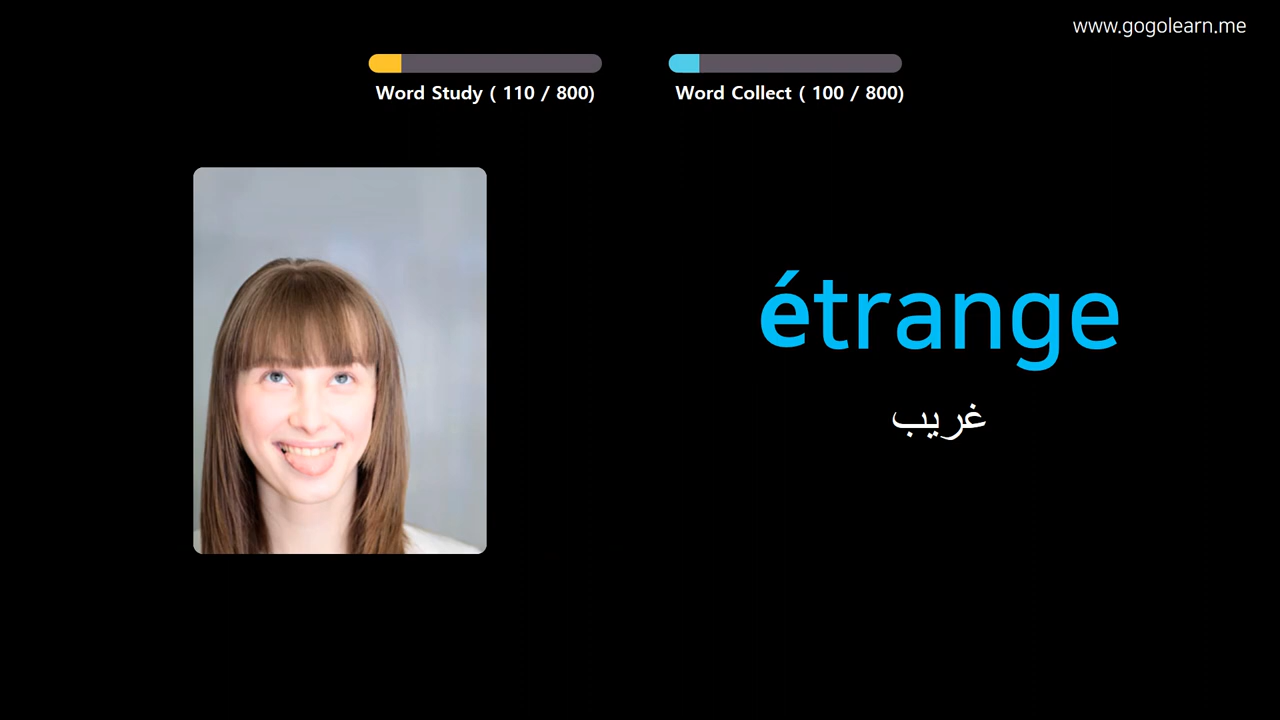 www.gogolearn.me
Word Study ( 110 / 800)
Word Collect ( 100 / 800)
étrange
غريب